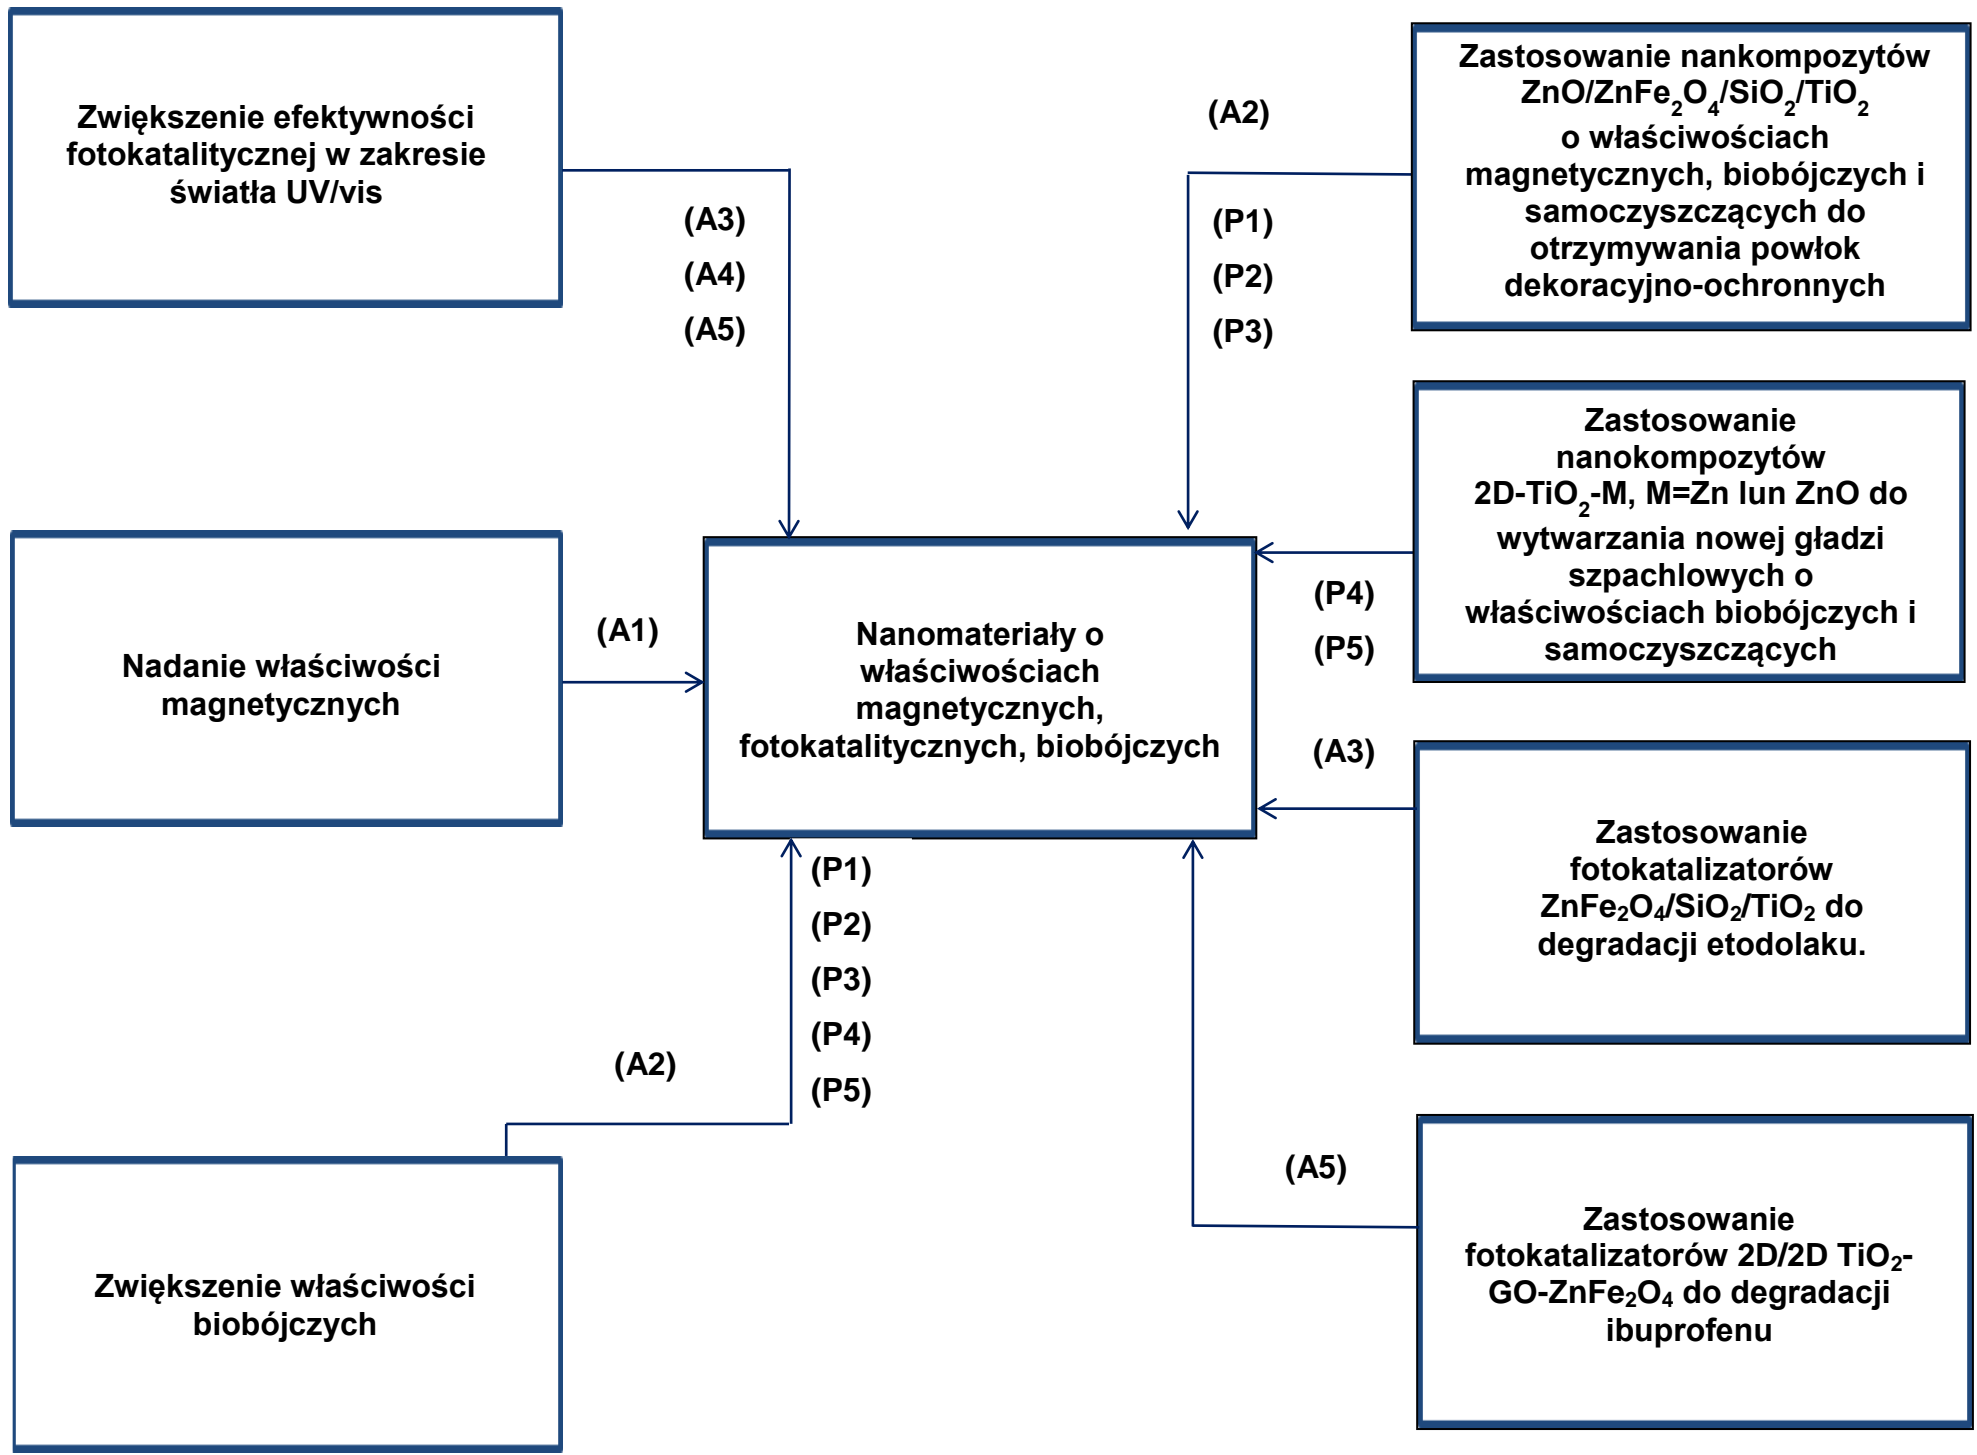 Zwiększenie efektywności
fotokatalitycznej w zakresie
światła UV/vis
(A3)
(A4)
(A5)
Nadanie właściwości
magnetycznych
(A1)
Zwiększenie właściwości
biobójczych
(A2)
(P1)
(P2)
(P3)
(P4)
(P5)
Nanomateriały o
właściwościach
magnetycznych,
fotokatalitycznych, biobójczych
(A2)
(P1)
(P2)
(P3)
Zastosowanie nankompozytów
ZnO/ZnFe₂O₄/SiO₂/TiO₂
o właściwościach
magnetycznych, biobójczych i
samoczyszczących do
otrzymywania powłok
dekoracyjno-ochronnych
(P4)
(P5)
Zastosowanie
nanokompozytów
2D-TiO₂-M, M=Zn lun ZnO do
wytwarzania nowej gładzi
szpachlowych o
właściwościach biobójczych i
samoczyszczących
(A3)
Zastosowanie
fotokatalizatorów
ZnFe₂O₄/SiO₂/TiO₂ do
degradacji etodolaku.
(A5)
Zastosowanie
fotokatalizatorów 2D/2D TiO₂-
GO-ZnFe₂O₄ do degradacji
ibuprofenu